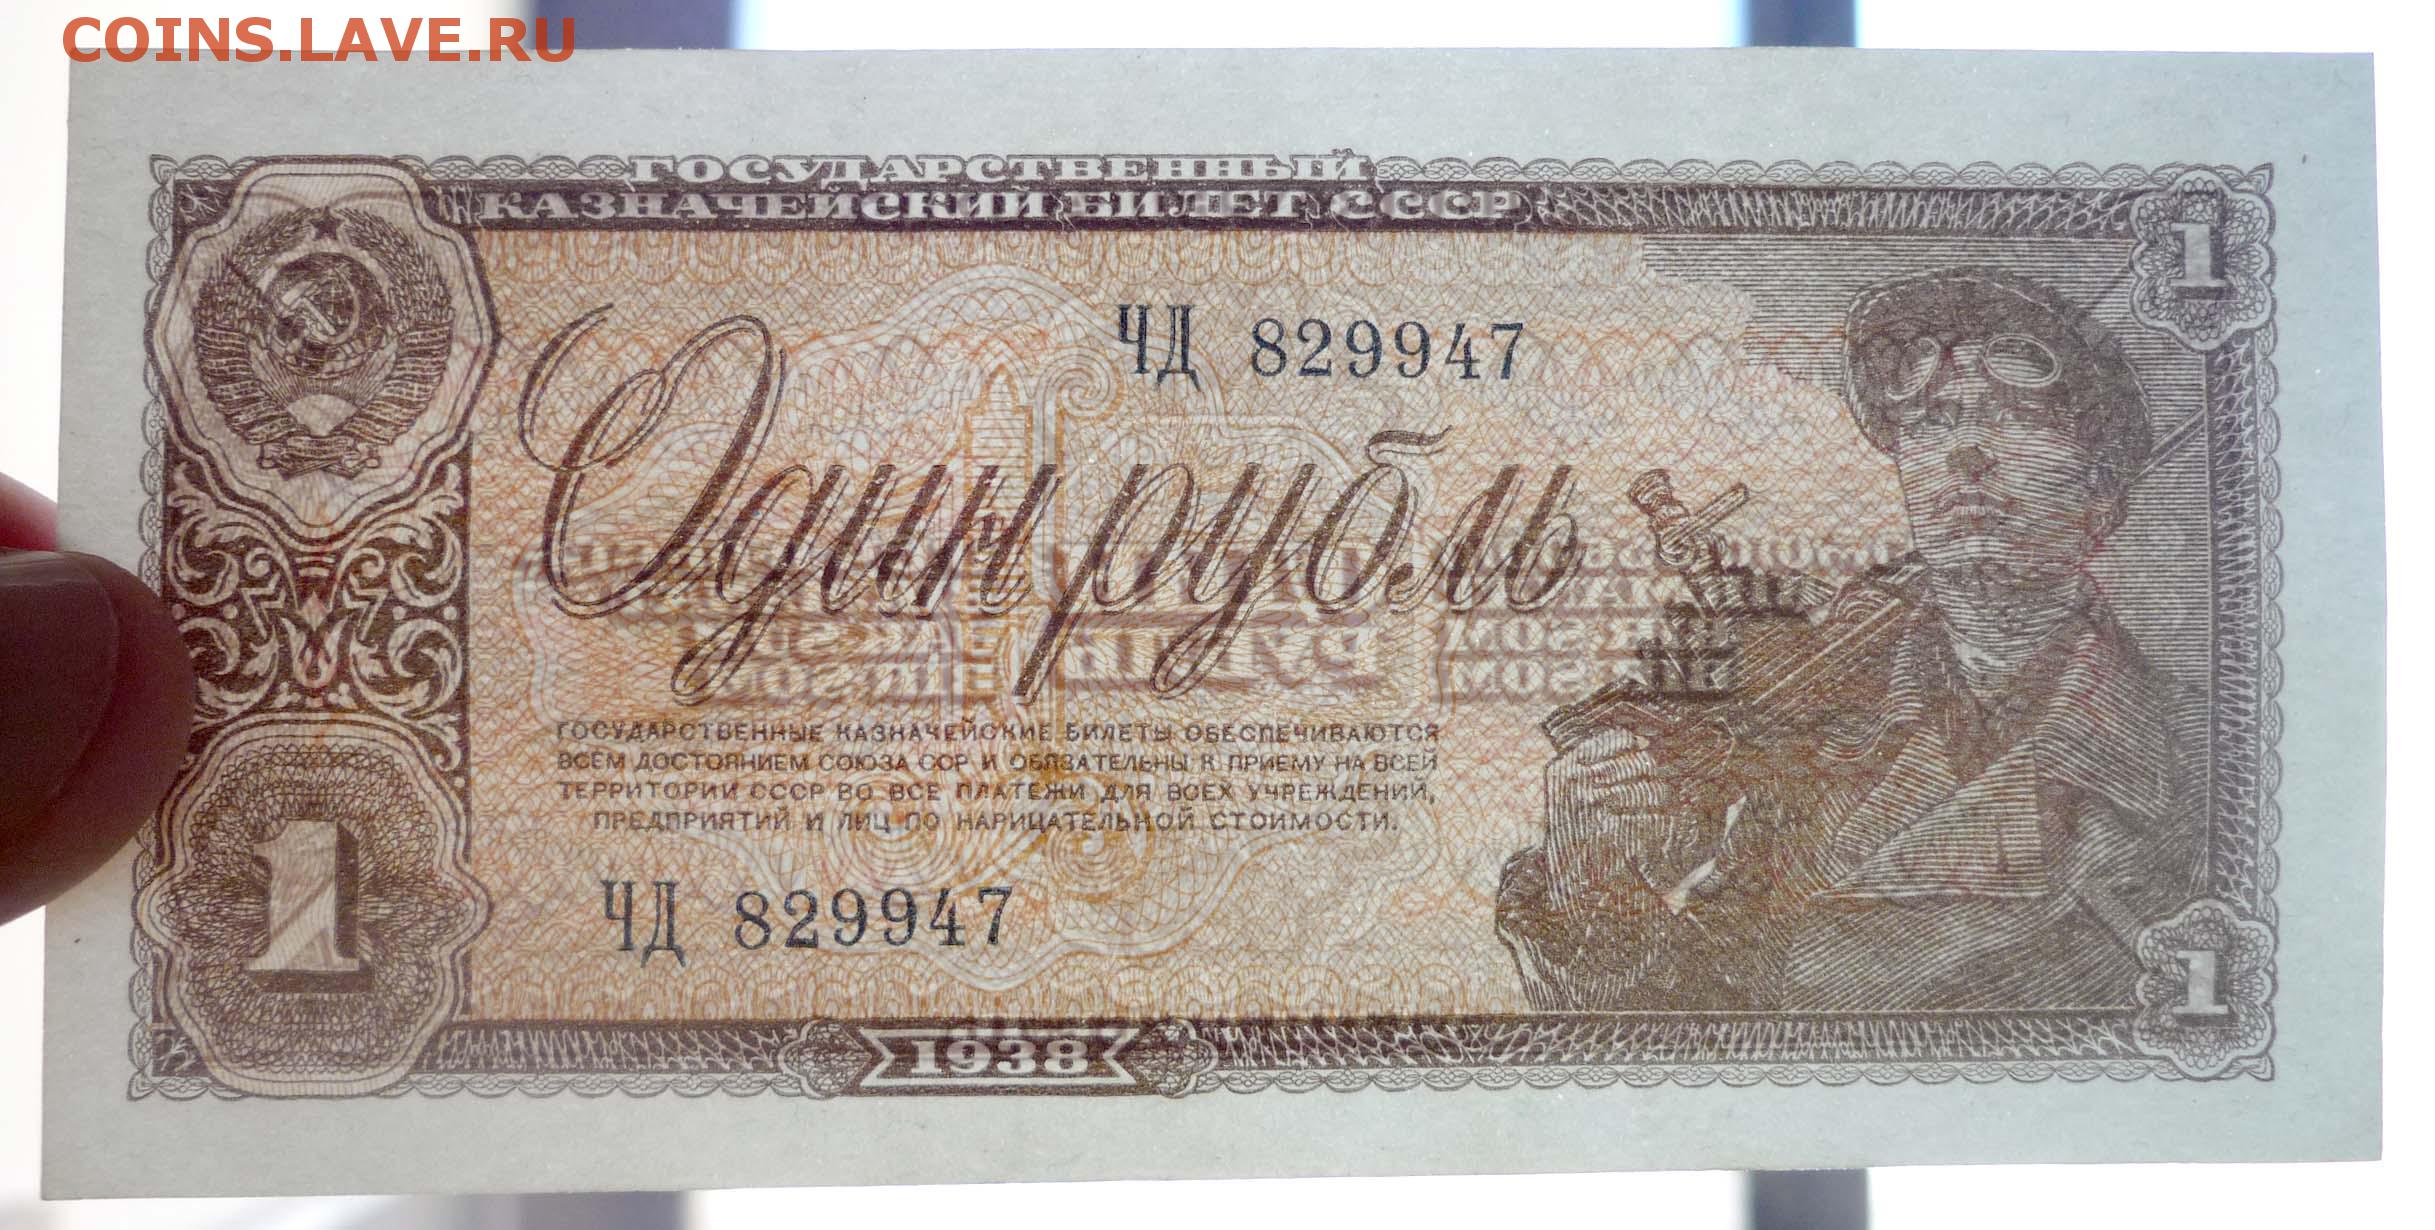 COINS.LAVE.RU
ГОСУДАРСТВЕННЫЙ
КАЗНАЧЕЙСКИЙ БИЛЕТ СССР
1
ЧД 829947
Один рубль
ГОСУДАРСТВЕННЫЕ КАЗНАЧЕЙСКИЕ БИЛЕТЫ ОБЕСПЕЧИВАЮТСЯ
ВСЕМ ДОСТОЯНИЕМ СОЮЗА ССР И ОБЯЗАТЕЛЬНЫ К ПРИЕМУ НА ВСЕЙ
ТЕРРИТОРИИ СССР ВО ВСЕ ПЛАТЕЖИ ДЛЯ ВСЕХ УЧРЕЖДЕНИЙ,
ПРЕДПРИЯТИЙ И ЛИЦ ПО НАРИЦАТЕЛЬНОЙ СТОИМОСТИ.
1
ЧД 829947
1
1938